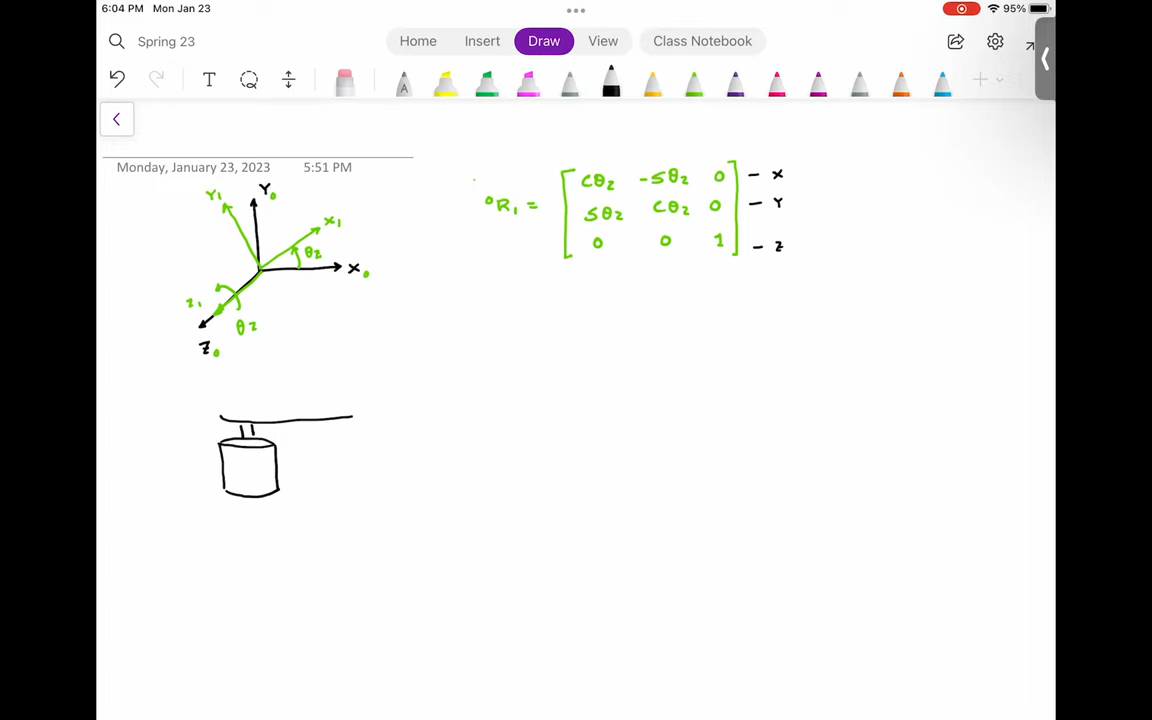 6:04 PM Mon Jan 23
95%
Spring 23
Home Insert Draw View Class Notebook
T
A
Monday, January 23, 2023 5:51 PM
Y₁ Y₀
X₁
θz
X₀
z₁
θz
Z₀
⁰R₁ =
cθz -sθz 0 - X
sθz cθz 0 - Y
0 0 1 - Z